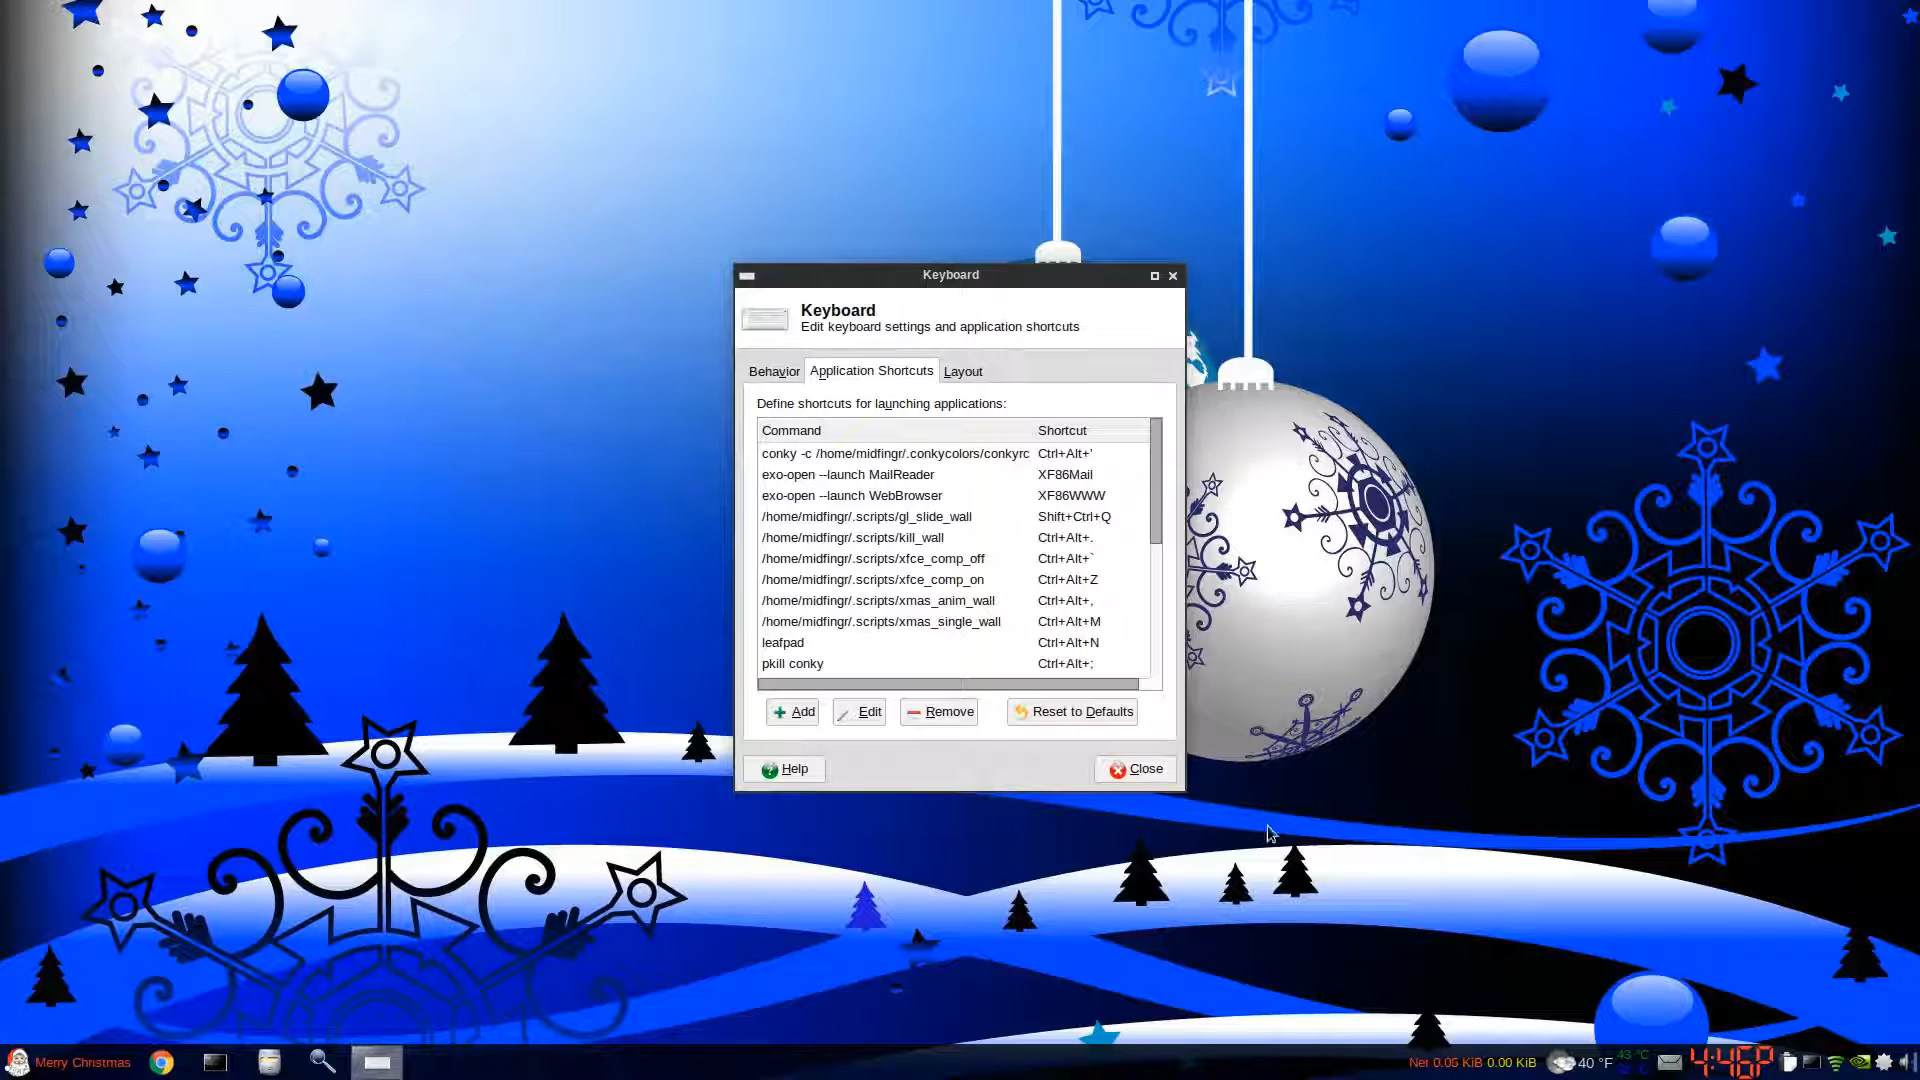 Keyboard
Keyboard
Edit keyboard settings and application shortcuts
Behavior Application Shortcuts Layout
Define shortcuts for launching applications:
Command Shortcut
conky -c /home/midfingr/.conkycolors/conkyrc Ctrl+Alt+'
exo-open --launch MailReader XF86Mail
exo-open --launch WebBrowser XF86WWW
/home/midfingr/.scripts/gl_slide_wall Shift+Ctrl+Q
/home/midfingr/.scripts/kill_wall Ctrl+Alt+.
/home/midfingr/.scripts/xfce_comp_off Ctrl+Alt+`
/home/midfingr/.scripts/xfce_comp_on Ctrl+Alt+Z
/home/midfingr/.scripts/xmas_anim_wall Ctrl+Alt+,
/home/midfingr/.scripts/xmas_single_wall Ctrl+Alt+M
leafpad Ctrl+Alt+N
pkill conky Ctrl+Alt+;
Add Edit Remove Reset to Defaults
Help Close
Merry Christmas Net 0.05 KiB 0.00 KiB 40 °F 43 °C 4:46P